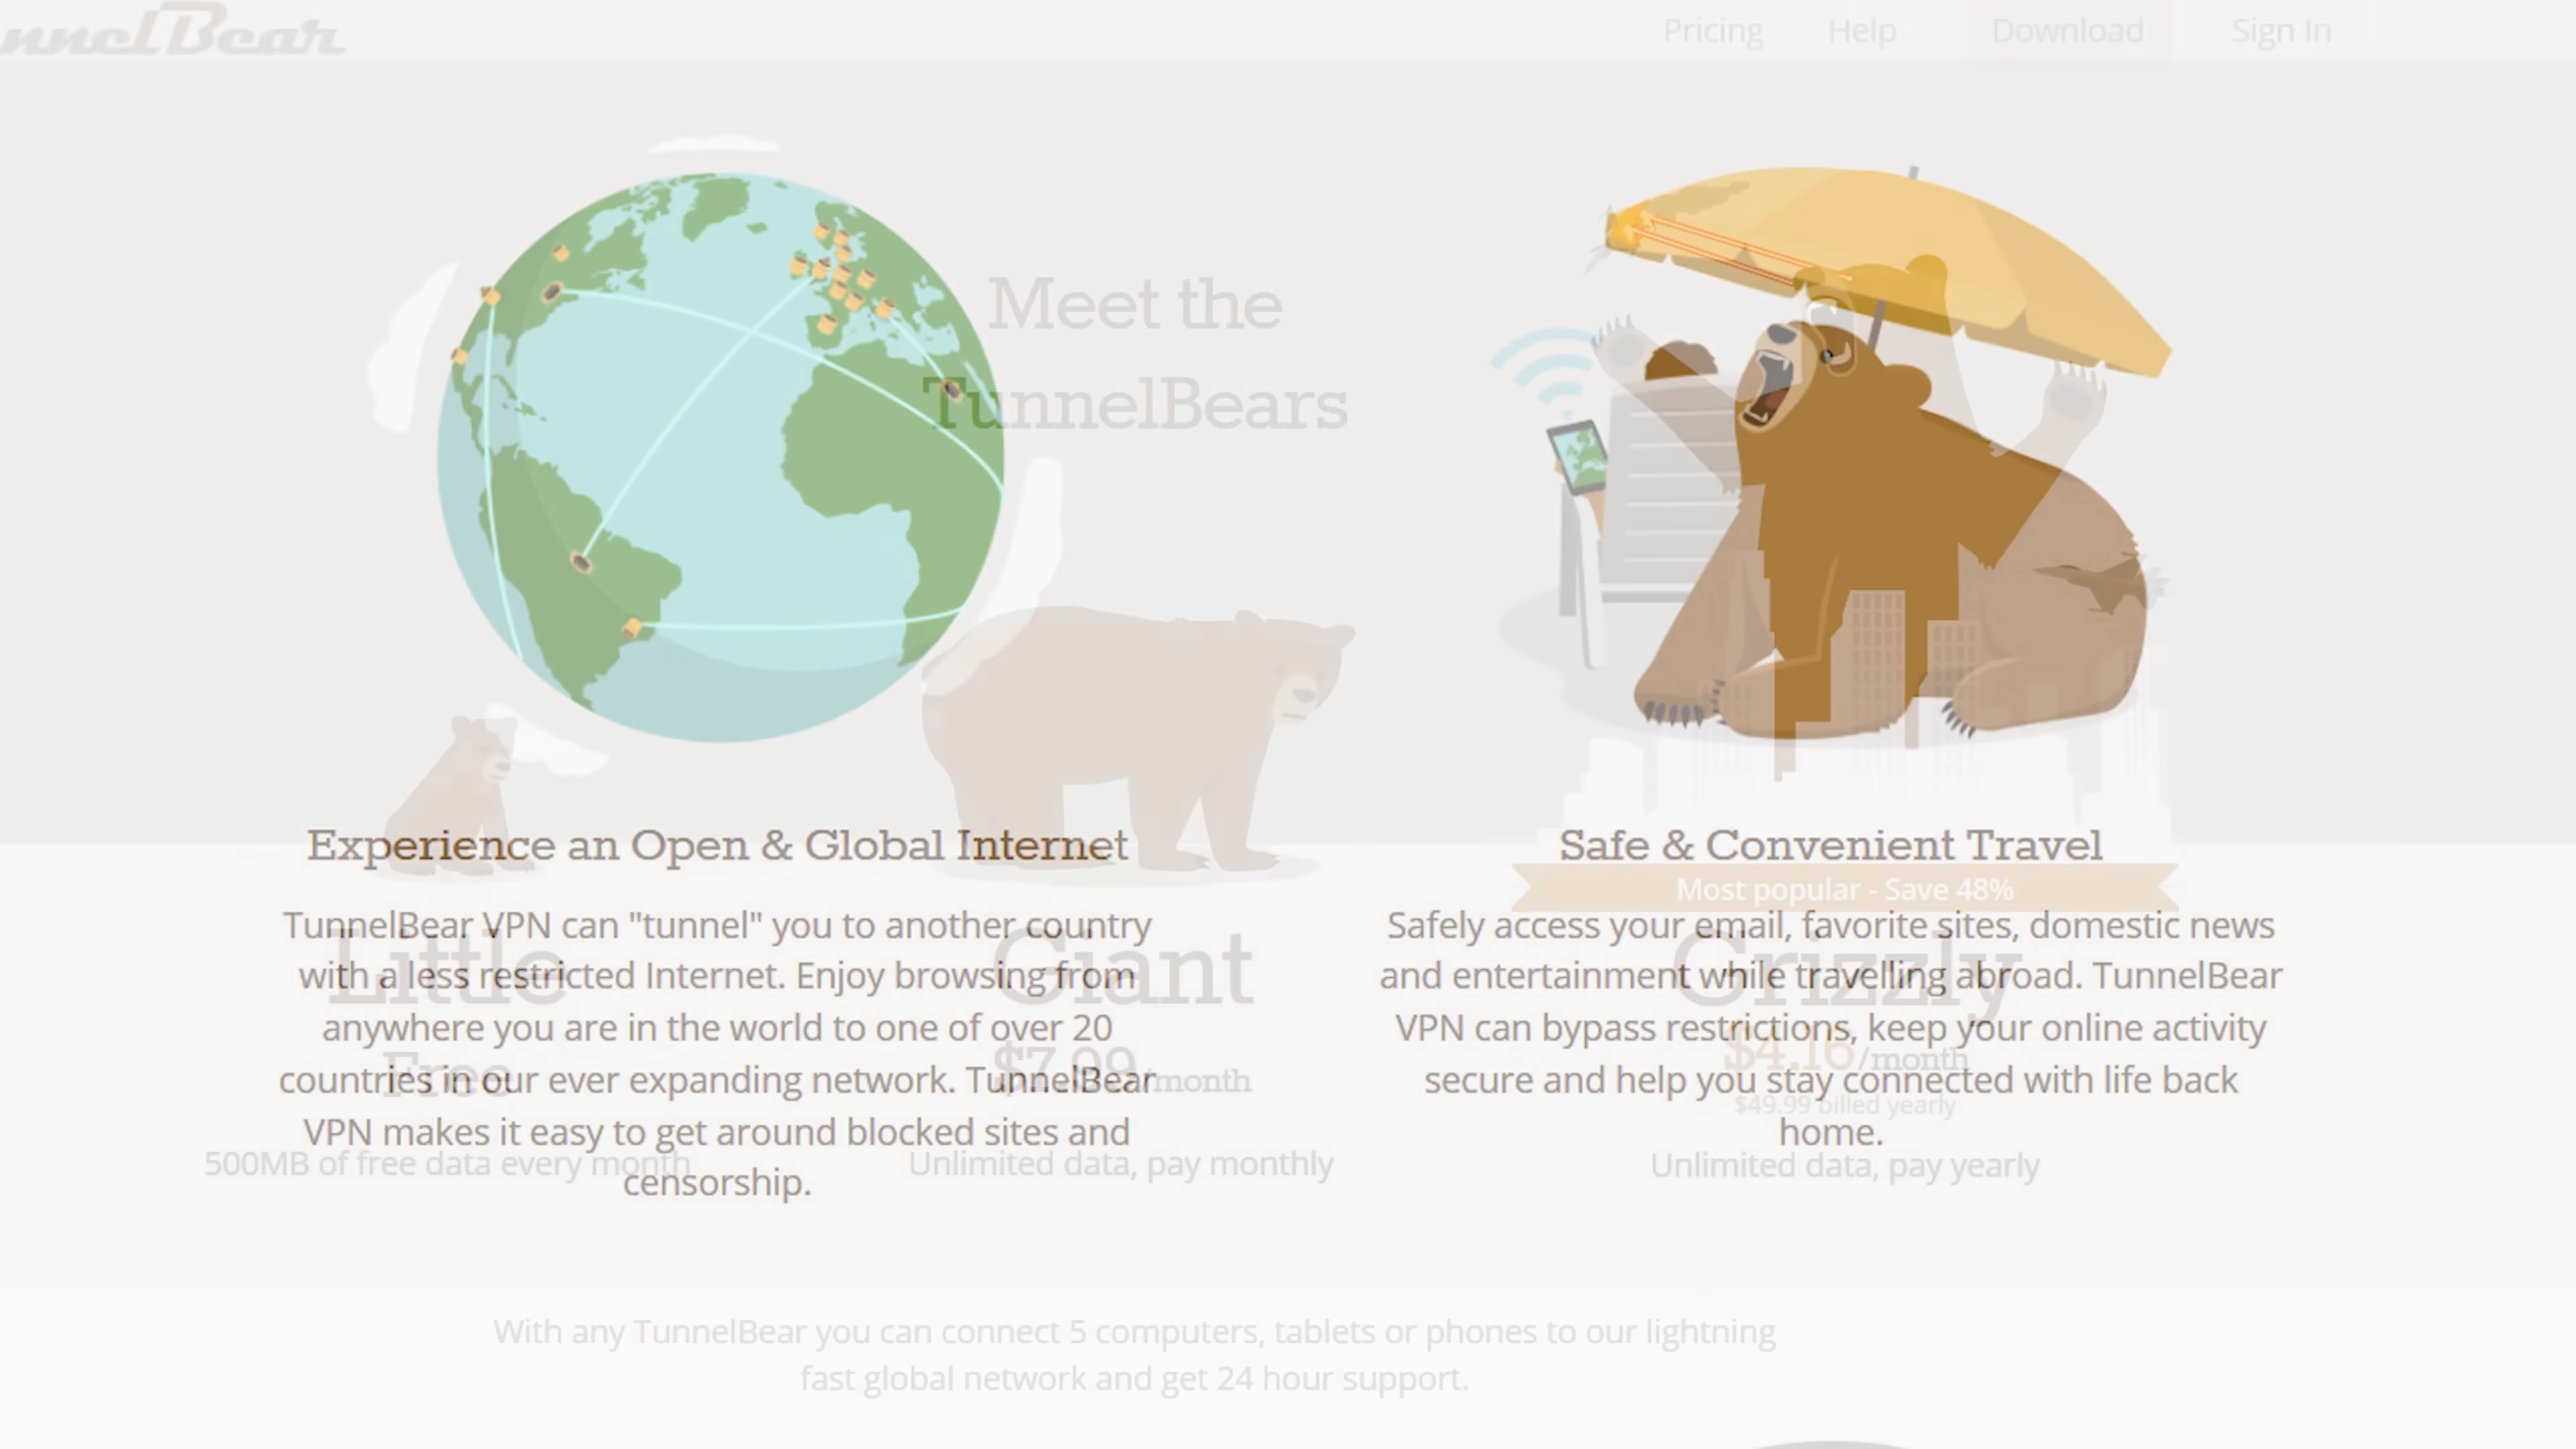 nnelBear
Pricing Help Download Sign In
Meet the
TunnelBears
Experience an Open & Global Internet
TunnelBear VPN can "tunnel" you to another country
with a less restricted Internet. Enjoy browsing from
anywhere you are in the world to one of over 20
countries in our ever expanding network. TunnelBear
VPN makes it easy to get around blocked sites and
censorship.
Safe & Convenient Travel
Safely access your email, favorite sites, domestic news
and entertainment while travelling abroad. TunnelBear
VPN can bypass restrictions, keep your online activity
secure and help you stay connected with life back
home.
Little
Free
500MB of free data every month
Giant
$7.99/month
Unlimited data, pay monthly
Most popular - Save 48%
Grizzly
$4.16/month
$49.99 billed yearly
Unlimited data, pay yearly
With any TunnelBear you can connect 5 computers, tablets or phones to our lightning
fast global network and get 24 hour support.